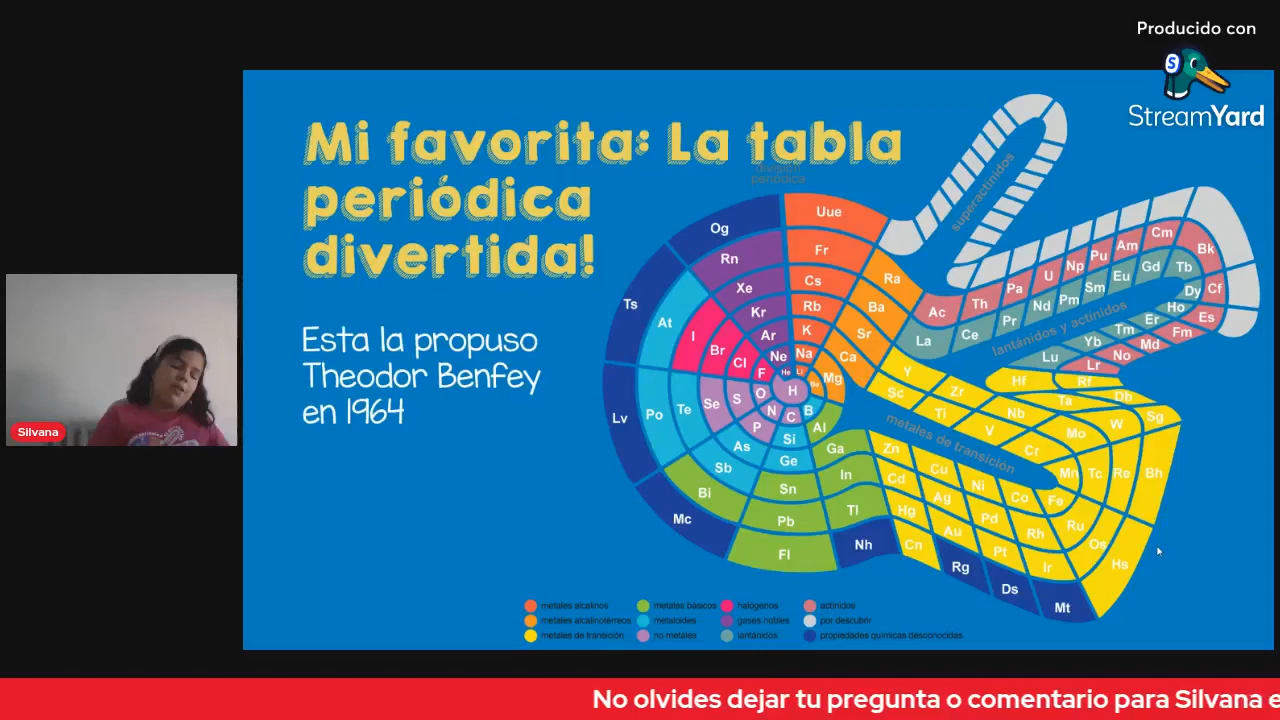 Producido con
StreamYard
Mi favorita: La tabla
periódica
divertida!
división
periódica
Esta la propuso
Theodor Benfey
en 1964
Silvana
superactínidos
lantánidos y actínidos
metales de transición
Uue
Fr
Cs
Rb
K
Na
Li
H
He
Ne
Ar
Kr
Xe
Rn
Og
F
Cl
Br
I
At
Ts
O
S
Se
Te
Po
Lv
N
P
As
Sb
Bi
Mc
C
Si
Ge
Sn
Pb
Fl
B
Al
Ga
In
Tl
Nh
Be
Mg
Ca
Sr
Ba
Ra
Ac
Th
Pa
U
Np
Pu
Am
Cm
Bk
Cf
Es
Fm
Md
No
Lr
La
Ce
Pr
Nd
Pm
Sm
Eu
Gd
Tb
Dy
Ho
Er
Tm
Yb
Lu
Sc
Ti
V
Cr
Mn
Fe
Co
Ni
Cu
Zn
Y
Zr
Nb
Mo
Tc
Ru
Rh
Pd
Ag
Cd
Hf
Ta
W
Re
Os
Ir
Pt
Au
Hg
Rf
Db
Sg
Bh
Hs
Mt
Ds
Rg
Cn
metales alcalinos
metales alcalinotérreos
metales de transición
metales básicos
metaloides
no metales
halógenos
gases nobles
lantánidos
actínidos
por descubrir
propiedades químicas desconocidas
No olvides dejar tu pregunta o comentario para Silvana e